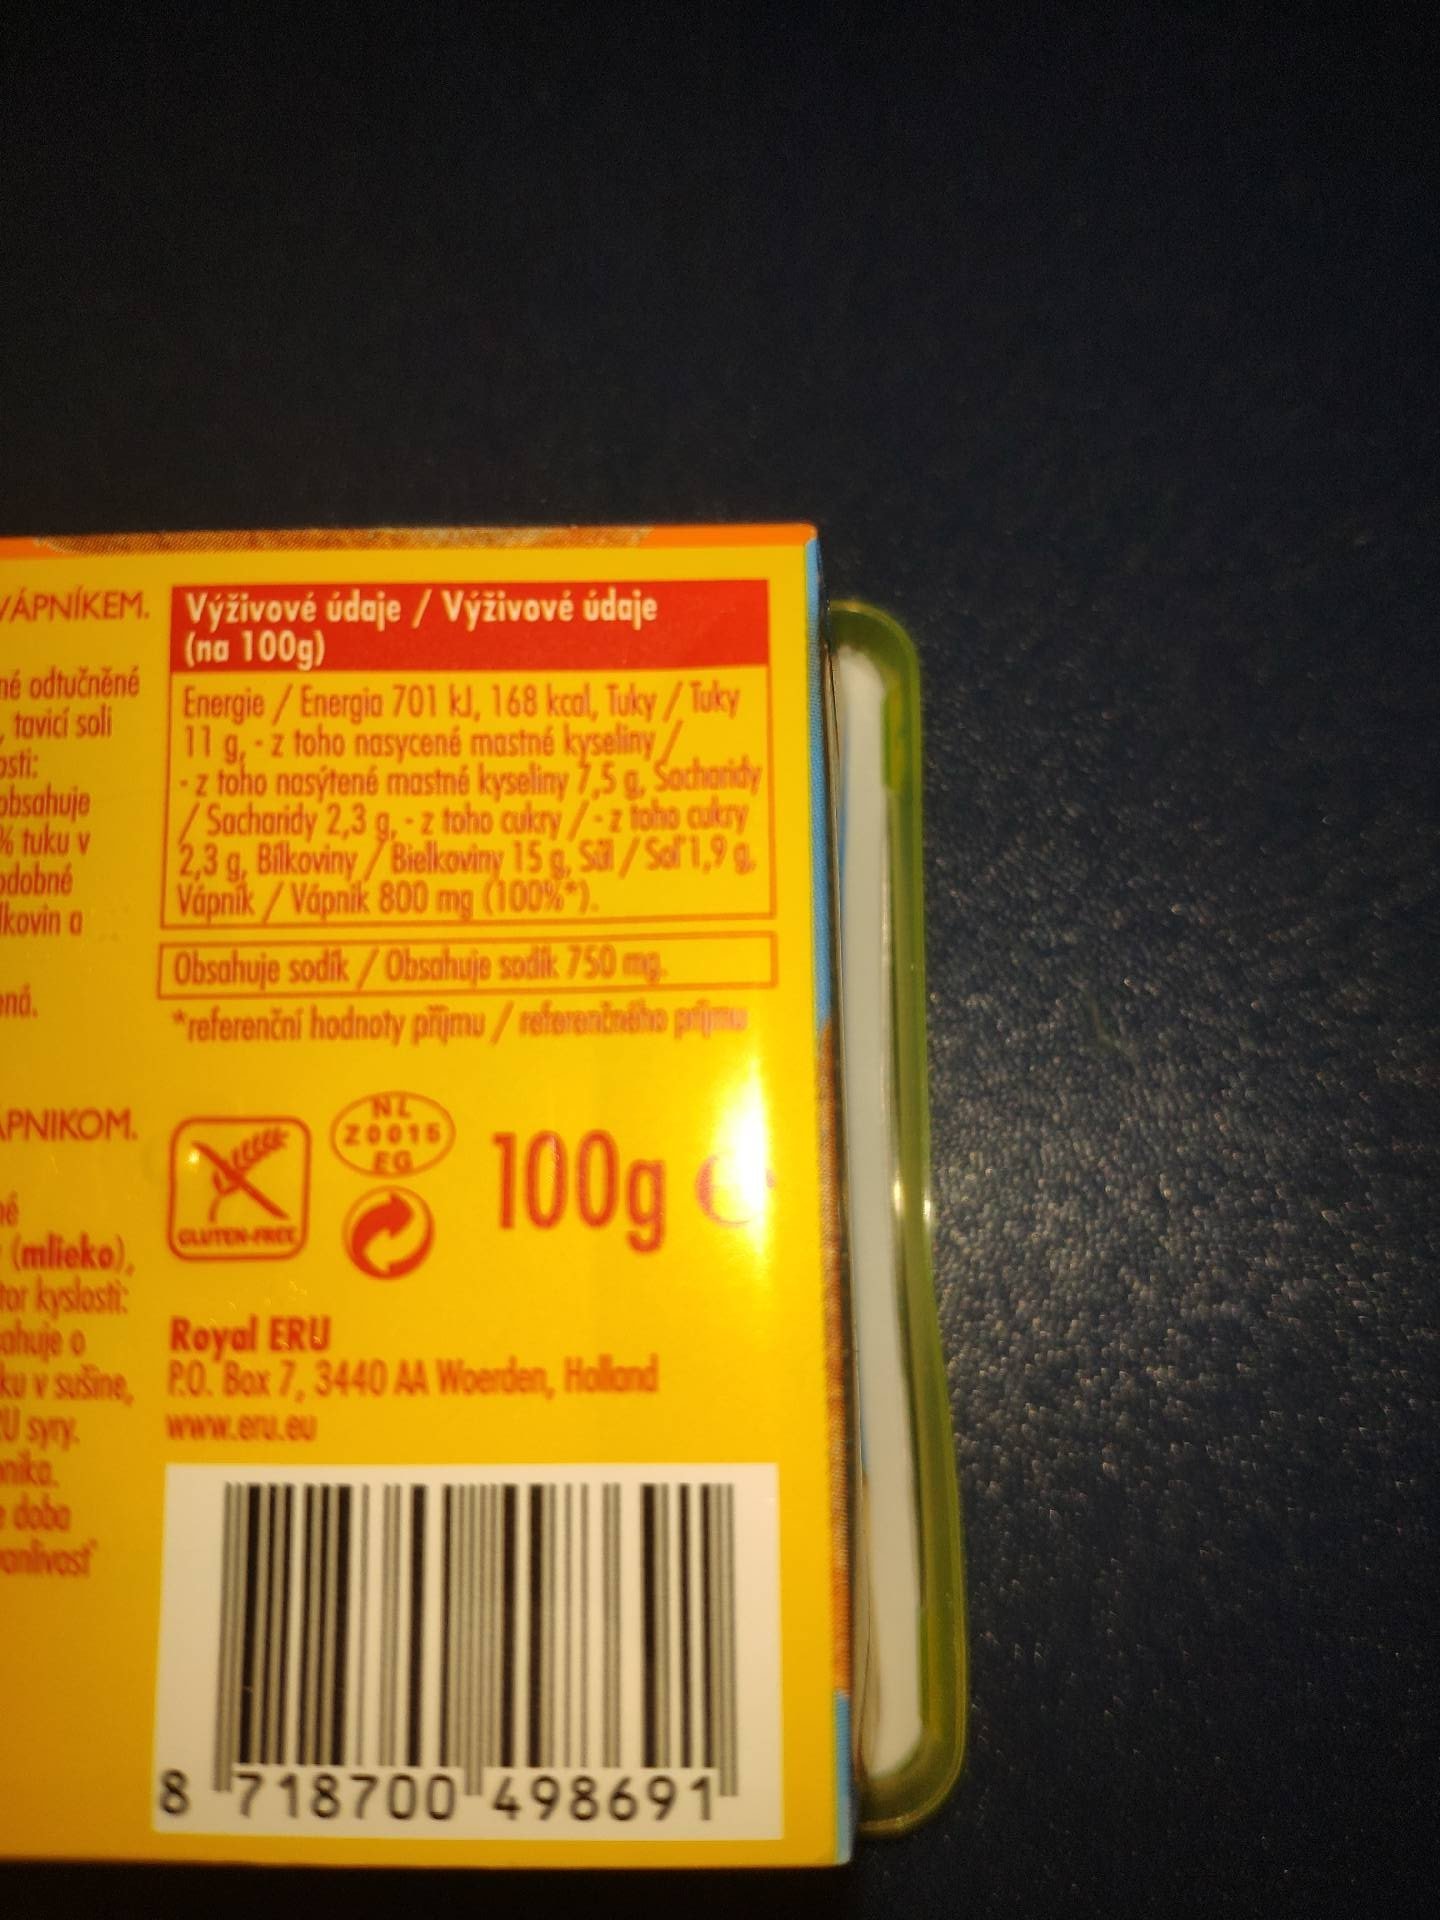 VÁPNÍKEM.
né odtučněné
, tavicí soli
osti:
obsahuje
% tuku v
odobné
lkovin a
ená.
ÁPNIKOM.
né
(mlieko),
tor kyslosti:
sahuje o
ku v sušine,
RU syry.
nika.
e doba
vanlivosť
Výživové údaje / Výživové údaje
(na 100g)
Energie / Energia 701 kJ, 168 kcal, Tuky / Tuky
11 g, - z toho nasycené mastné kyseliny /
- z toho nasýtené mastné kyseliny 7,5 g, Sacharidy
/ Sacharidy 2,3 g, - z toho cukry / - z toho cukry
2,3 g, Bílkoviny / Bielkoviny 15 g, Sůl / Soľ 1,9 g,
Vápník / Vápnik 800 mg (100%*).
Obsahuje sodík / Obsahuje sodík 750 mg.
*referenční hodnoty příjmu / referenčného príjmu
NL
Z0015
EG
GLUTEN-FREE
100g e
Royal ERU
P.O. Box 7, 3440 AA Woerden, Holland
www.eru.eu
8 718700 498691